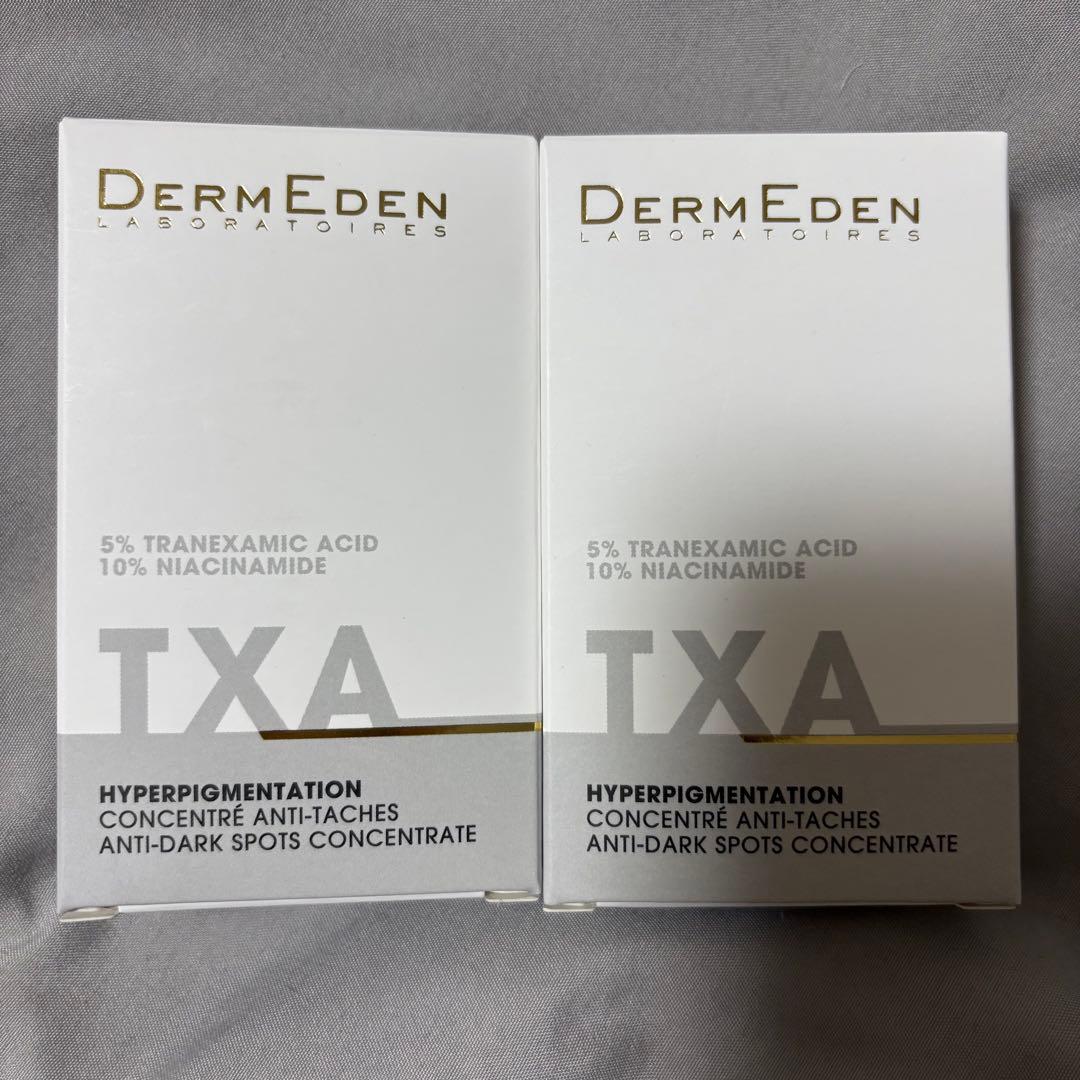 DERMEDEN
LABORATOIRES
5% TRANEXAMIC ACID
10% NIACINAMIDE
TXA
HYPERPIGMENTATION
CONCENTRÉ ANTI-TACHES
ANTI-DARK SPOTS CONCENTRATE
DERMEDEN
LABORATOIRES
5% TRANEXAMIC ACID
10% NIACINAMIDE
TXA
HYPERPIGMENTATION
CONCENTRÉ ANTI-TACHES
ANTI-DARK SPOTS CONCENTRATE